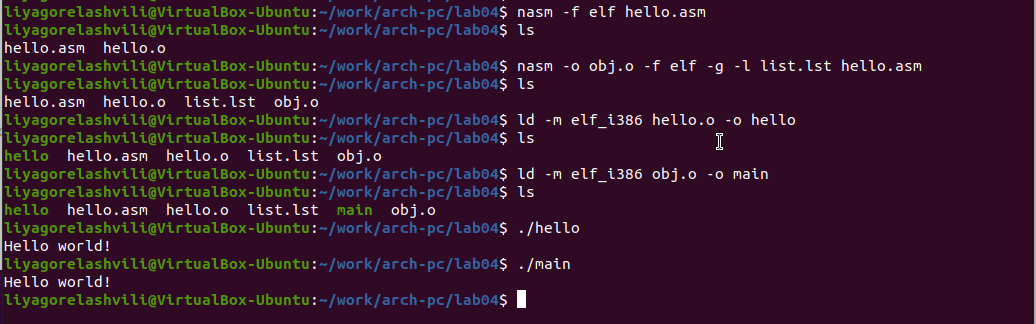 liyagorelashvili@VirtualBox-Ubuntu:~/work/arch-pc/lab04$ nasm -f elf hello.asm
liyagorelashvili@VirtualBox-Ubuntu:~/work/arch-pc/lab04$ ls
hello.asm  hello.o
liyagorelashvili@VirtualBox-Ubuntu:~/work/arch-pc/lab04$ nasm -o obj.o -f elf -g -l list.lst hello.asm
liyagorelashvili@VirtualBox-Ubuntu:~/work/arch-pc/lab04$ ls
hello.asm  hello.o  list.lst  obj.o
liyagorelashvili@VirtualBox-Ubuntu:~/work/arch-pc/lab04$ ld -m elf_i386 hello.o -o hello
liyagorelashvili@VirtualBox-Ubuntu:~/work/arch-pc/lab04$ ls
hello  hello.asm  hello.o  list.lst  obj.o
liyagorelashvili@VirtualBox-Ubuntu:~/work/arch-pc/lab04$ ld -m elf_i386 obj.o -o main
liyagorelashvili@VirtualBox-Ubuntu:~/work/arch-pc/lab04$ ls
hello  hello.asm  hello.o  list.lst  main  obj.o
liyagorelashvili@VirtualBox-Ubuntu:~/work/arch-pc/lab04$ ./hello
Hello world!
liyagorelashvili@VirtualBox-Ubuntu:~/work/arch-pc/lab04$ ./main
Hello world!
liyagorelashvili@VirtualBox-Ubuntu:~/work/arch-pc/lab04$